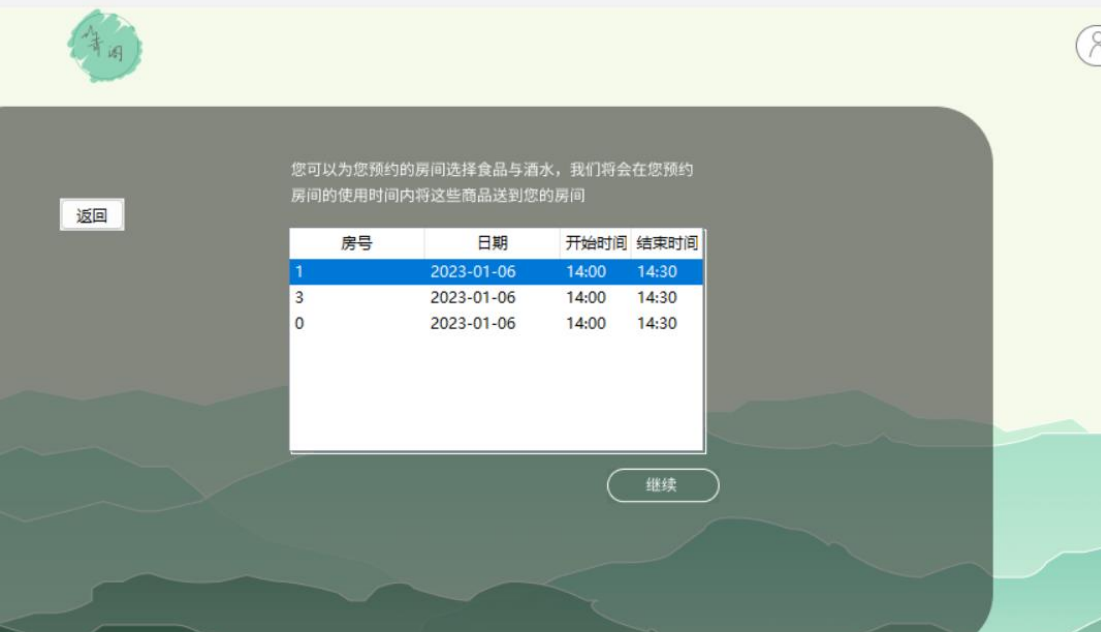 返回
您可以为您预约的房间选择食品与酒水，我们将会在您预约
房间的使用时间内将这些商品送到您的房间
房号 日期 开始时间 结束时间
1 2023-01-06 14:00 14:30
3 2023-01-06 14:00 14:30
0 2023-01-06 14:00 14:30
继续